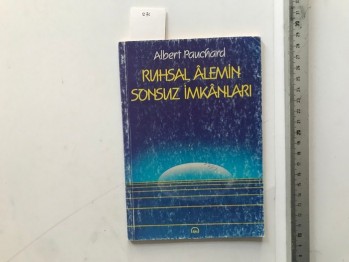 Albert Pauchard
RUHSAL ÂLEMİN
SONSUZ İMKÂNLARI